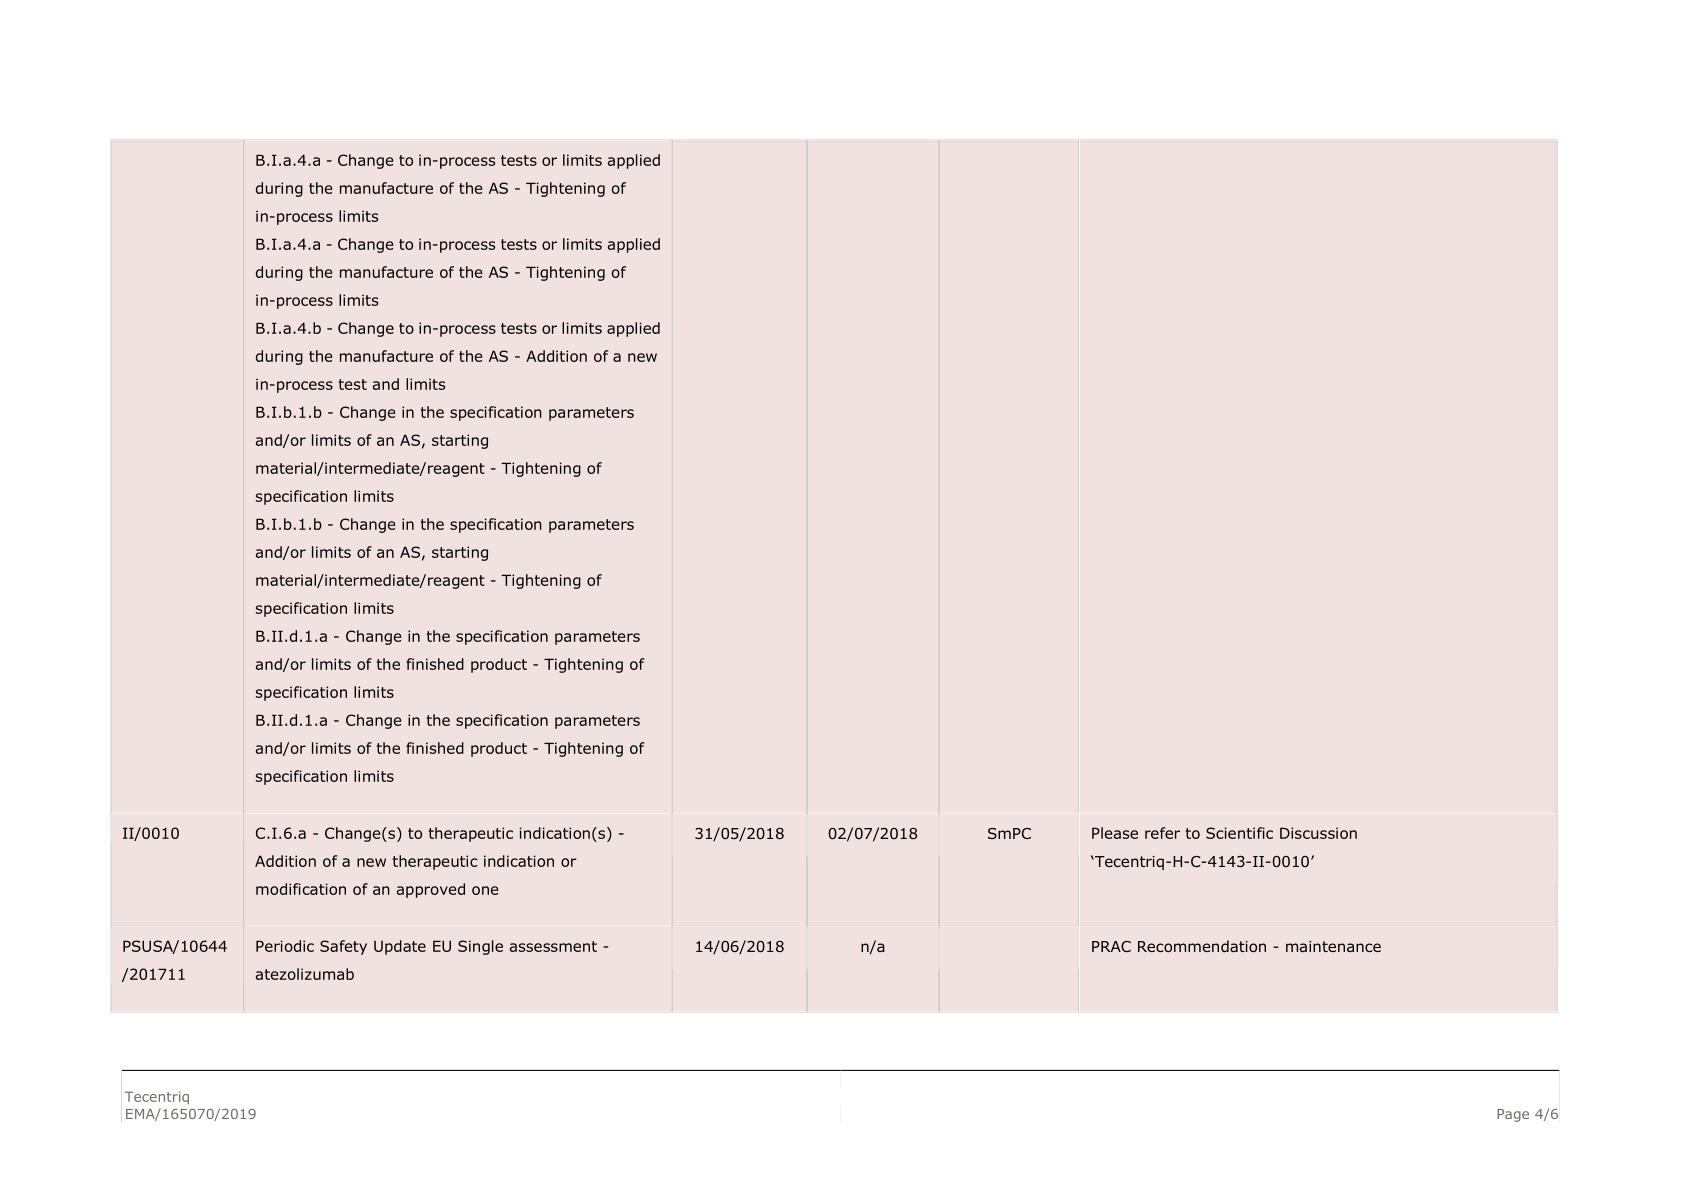 B.I.a.4.a - Change to in-process tests or limits applied
during the manufacture of the AS - Tightening of
in-process limits
B.I.a.4.a - Change to in-process tests or limits applied
during the manufacture of the AS - Tightening of
in-process limits
B.I.a.4.b - Change to in-process tests or limits applied
during the manufacture of the AS - Addition of a new
in-process test and limits
B.I.b.1.b - Change in the specification parameters
and/or limits of an AS, starting
material/intermediate/reagent - Tightening of
specification limits
B.I.b.1.b - Change in the specification parameters
and/or limits of an AS, starting
material/intermediate/reagent - Tightening of
specification limits
B.II.d.1.a - Change in the specification parameters
and/or limits of the finished product - Tightening of
specification limits
B.II.d.1.a - Change in the specification parameters
and/or limits of the finished product - Tightening of
specification limits
II/0010 C.I.6.a - Change(s) to therapeutic indication(s) - 31/05/2018 02/07/2018 SmPC Please refer to Scientific Discussion
Addition of a new therapeutic indication or ‘Tecentriq-H-C-4143-II-0010’
modification of an approved one
PSUSA/10644 Periodic Safety Update EU Single assessment - 14/06/2018 n/a PRAC Recommendation - maintenance
/201711 atezolizumab
Tecentriq
EMA/165070/2019 Page 4/6